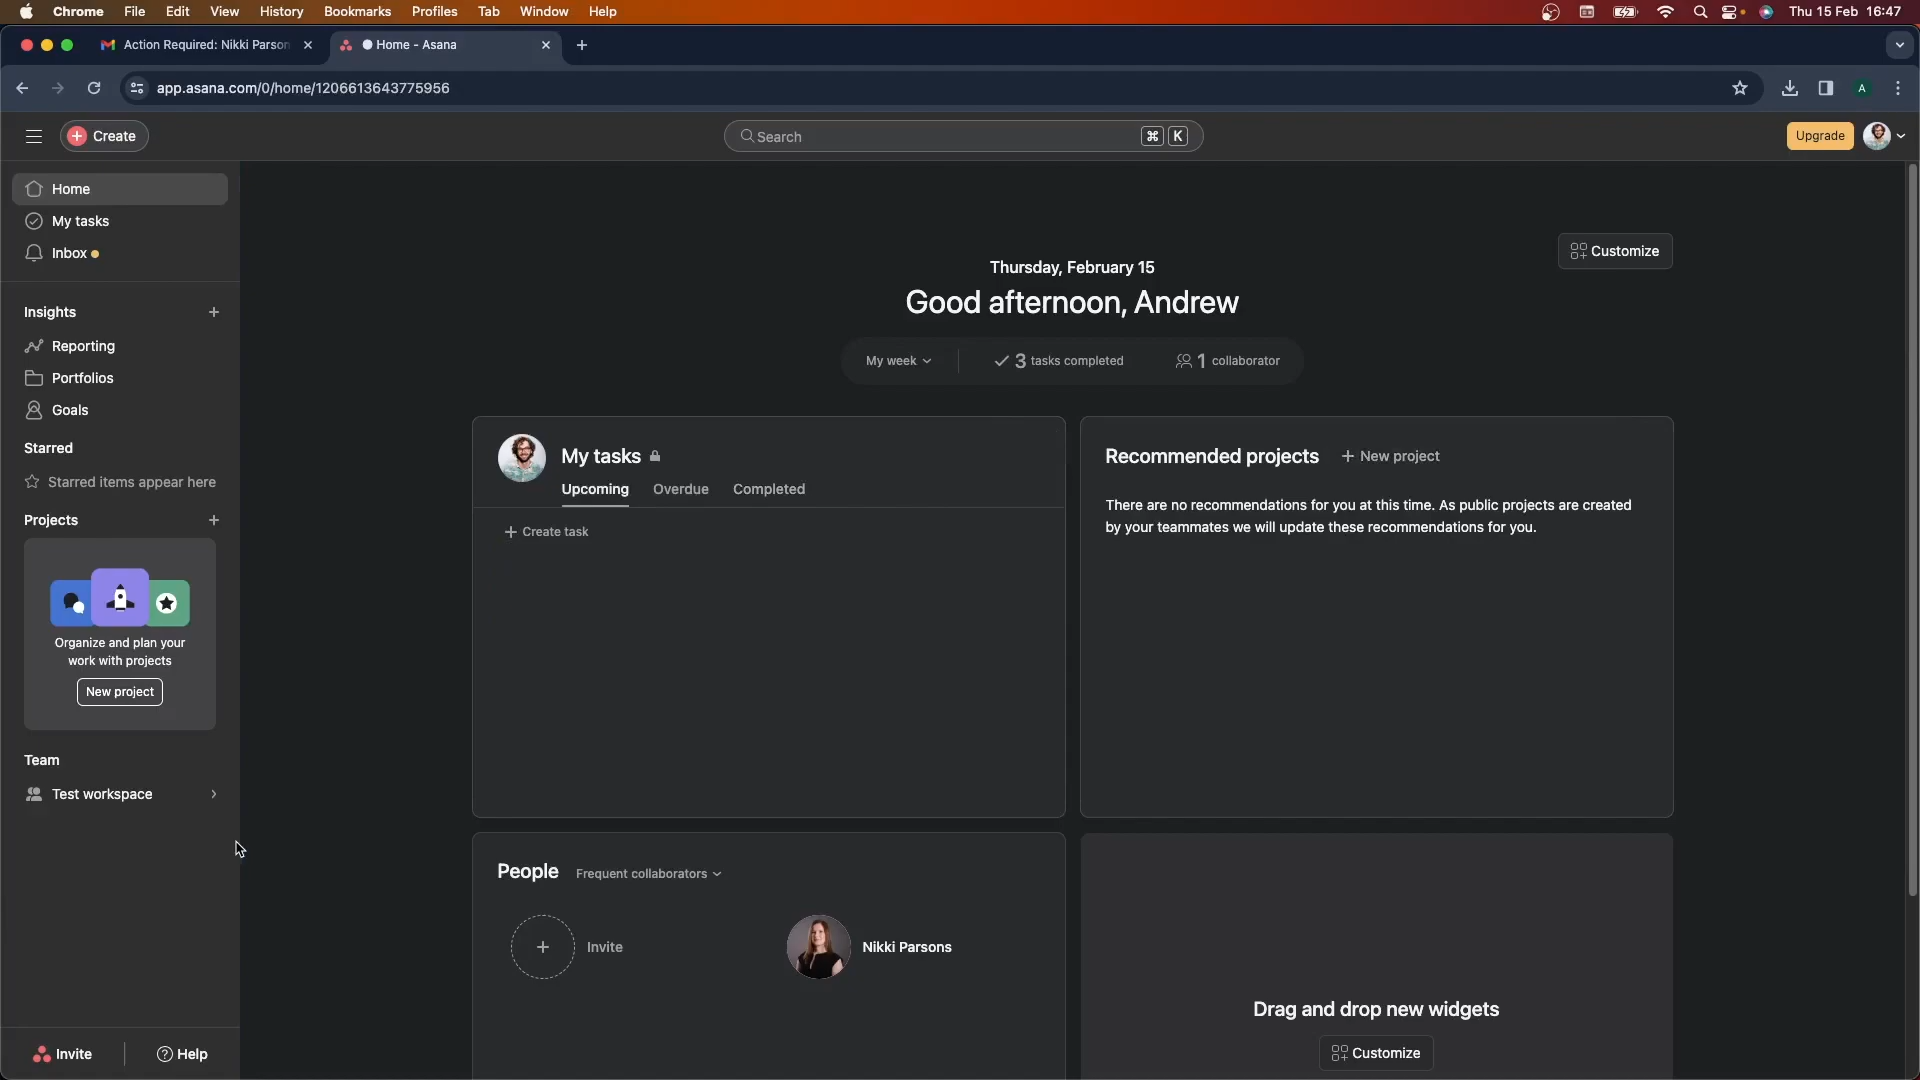 Chrome File Edit View History Bookmarks Profiles Tab Window Help Thu 15 Feb 16:47
Action Required: Nikki Parson
Home - Asana
app.asana.com/0/home/1206613643775956
A
Create
Search ⌘ K
Upgrade
Home
My tasks
Inbox
Insights
Reporting
Portfolios
Goals
Starred
Starred items appear here
Projects
Organize and plan your
work with projects
New project
Team
Test workspace
Invite
Help
Customize
Thursday, February 15
Good afternoon, Andrew
My week
3 tasks completed
1 collaborator
My tasks
Upcoming Overdue Completed
Create task
Recommended projects
New project
There are no recommendations for you at this time. As public projects are created
by your teammates we will update these recommendations for you.
People
Frequent collaborators
Invite
Nikki Parsons
Drag and drop new widgets
Customize